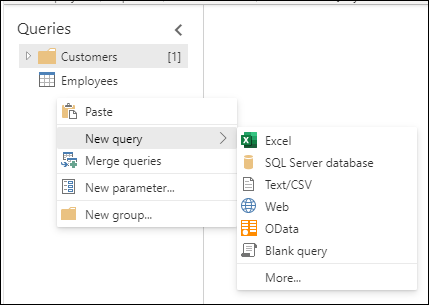 Queries
Customers [1]
Employees
Paste
New query
Merge queries
New parameter...
New group...
Excel
SQL Server database
Text/CSV
Web
OData
Blank query
More...